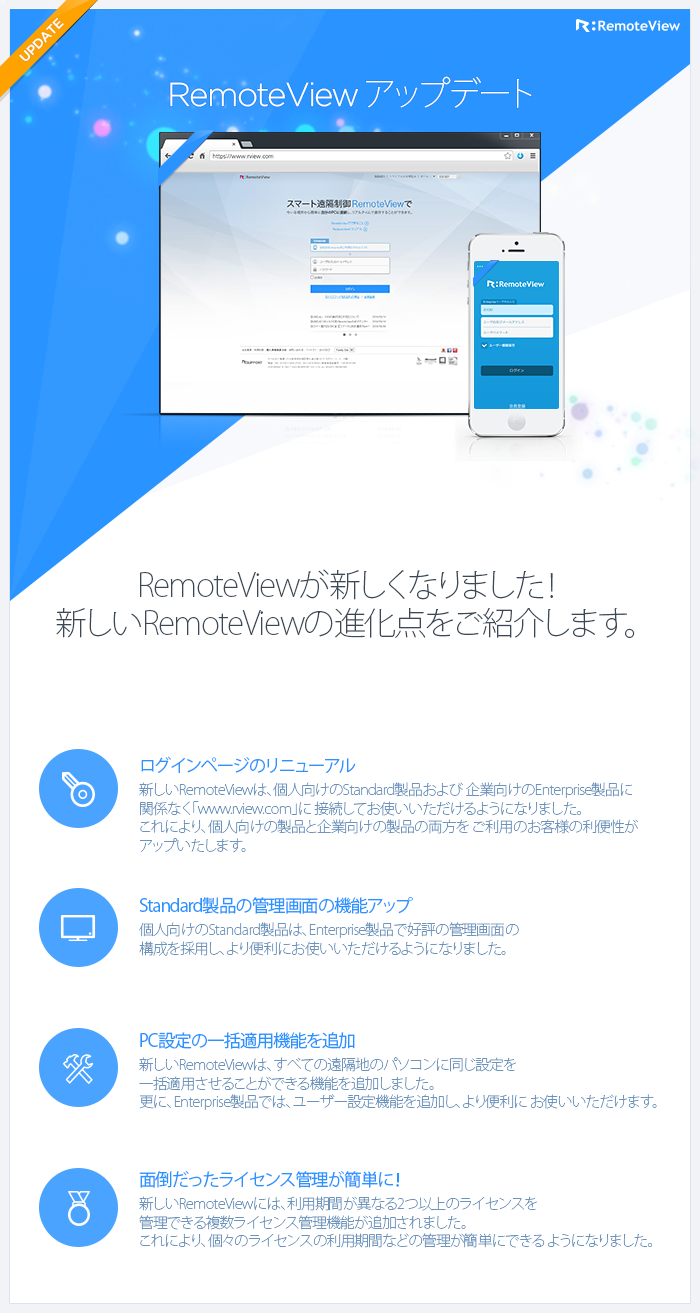 UPDATE
RemoteView
RemoteView アップデート
https://www.rview.com
RemoteView
スマート遠隔制御RemoteViewで
ログイン
RSUPPORT
RemoteView
ログイン
会員登録
RemoteViewが新しくなりました!
新しいRemoteViewの進化点をご紹介します。
ログインページのリニューアル
新しいRemoteViewは、個人向けのStandard製品および 企業向けのEnterprise製品に
関係なく「www.rview.com」に 接続してお使いいただけるようになりました。
これにより、個人向けの製品と企業向けの製品の両方を ご利用のお客様の利便性が
アップいたします。
Standard製品の管理画面の機能アップ
個人向けのStandard製品は、Enterprise製品で好評の管理画面の
構成を採用し、より便利にお使いいただけるようになりました。
PC設定の一括適用機能を追加
新しいRemoteViewは、すべての遠隔地のパソコンに同じ設定を
一括適用させることができる機能を追加しました。
更に、Enterprise製品では、ユーザー設定機能を追加し、より便利に お使いいただけます。
面倒だったライセンス管理が簡単に!
新しいRemoteViewには、利用期間が異なる2つ以上のライセンスを
管理できる複数ライセンス管理機能が追加されました。
これにより、個々のライセンスの利用期間などの管理が簡単にできる ようになりました。